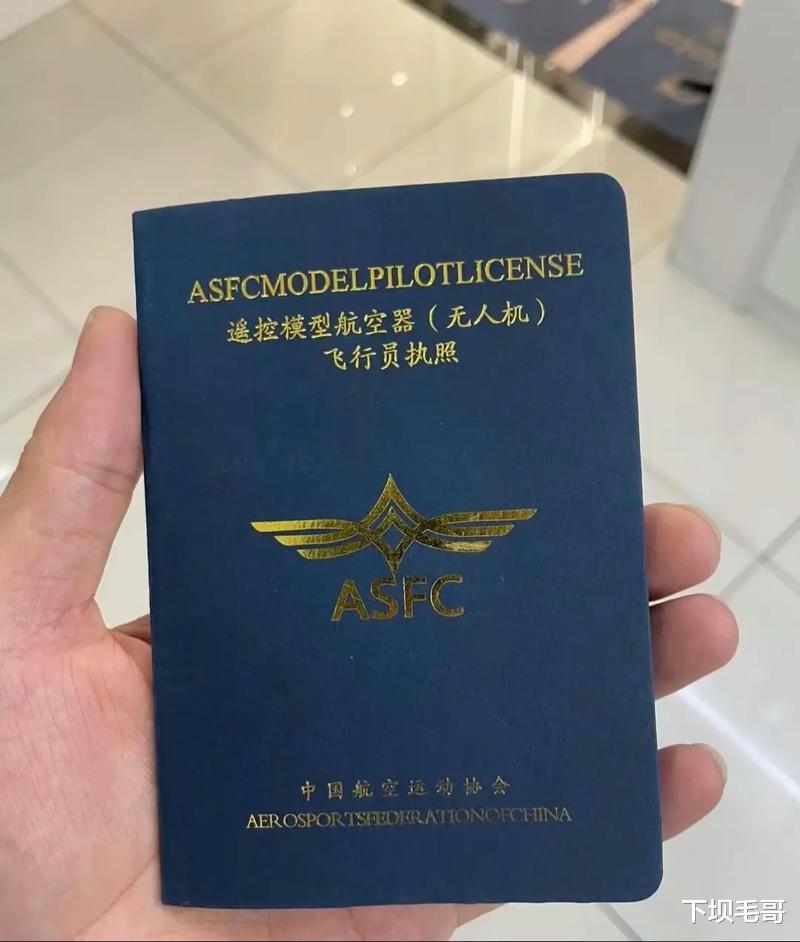 ASFCMODELPILOTLICENSE
遥控模型航空器（无人机）
飞行员执照
ASFC
中国航空运动协会
AEROSPORTSFEDERATIONOFCHINA
下坝毛哥